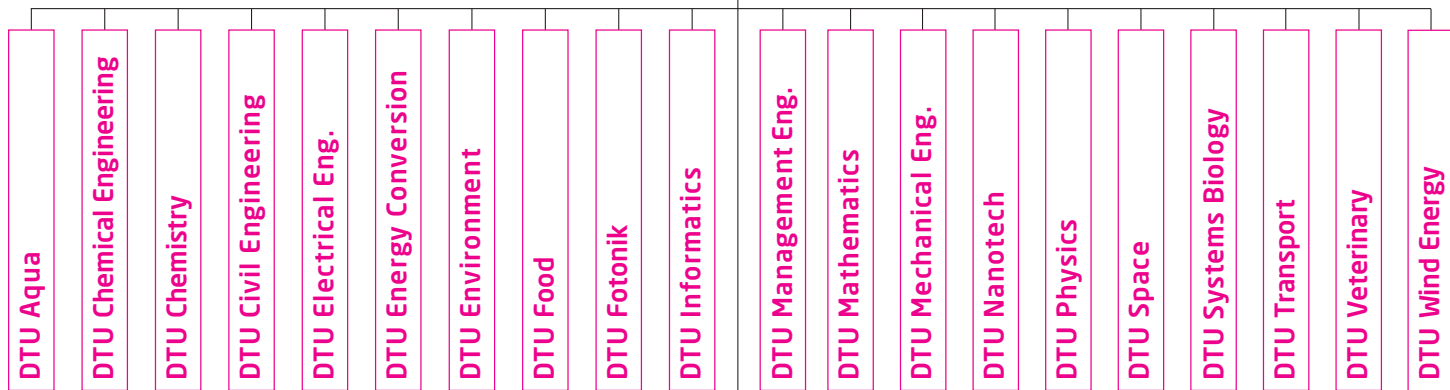 DTU Aqua
DTU Chemical Engineering
DTU Chemistry
DTU Civil Engineering
DTU Electrical Eng.
DTU Energy Conversion
DTU Environment
DTU Food
DTU Fotonik
DTU Informatics
DTU Management Eng.
DTU Mathematics
DTU Mechanical Eng.
DTU Nanotech
DTU Physics
DTU Space
DTU Systems Biology
DTU Transport
DTU Veterinary
DTU Wind Energy